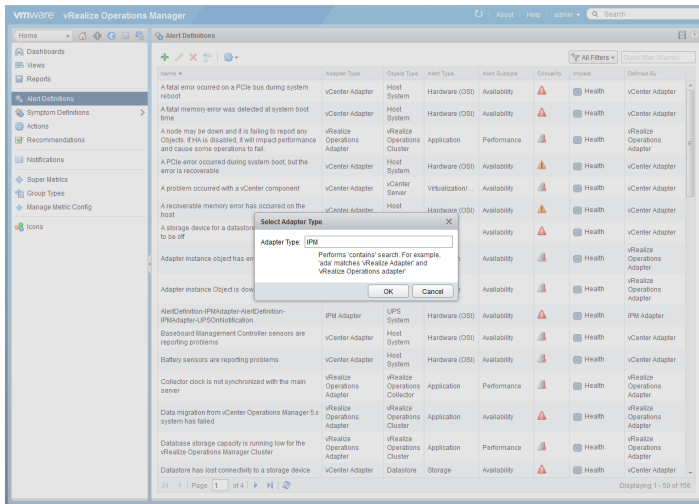 vmware vRealize Operations Manager
About Help admin Search
Home
Alert Definitions
Dashboards
Views
Reports
Alert Definitions
Symptom Definitions
Actions
Recommendations
Notifications
Super Metrics
Group Types
Manage Metric Config
Icons
All Filters Quick filter (Name)
Name Adapter Type Object Type Alert Type Alert Subtype Criticality Impact Defined By
A fatal error ocurred on a PCIe bus during system reboot vCenter Adapter Host System Hardware (OSI) Availability Health vCenter Adapter
A fatal memory error was detected at system boot time vCenter Adapter Host System Hardware (OSI) Availability Health vCenter Adapter
A node may be down and it is failing to report any Objects. If HA is disabled, it will impact performance and cause some operations to fail. vRealize Operations Adapter vRealize Operations Cluster Application Performance Health vRealize Operations Adapter
A PCIe error occurred during system boot, but the error is recoverable vCenter Adapter Host System Hardware (OSI) Availability Health vCenter Adapter
A problem occurred with a vCenter component vCenter Adapter vCenter Server Virtualization/... Availability Health vCenter Adapter
A recoverable memory error has occurred on the host vCenter Adapter Host Hardware (OSI) Availability Health vCenter Adapter
A storage device for a datastor
to be off Availability Health vCenter Adapter
Adapter instance object has en Availability Health vRealize Operations Adapter
Adapter instance Object is dow Availability Health vRealize Operations Adapter
Select Adapter Type
Adapter Type: IPM
Performs 'contains' search. For example,
'ada' matches 'vRealize Adapter' and
'vRealize Operations adapter'
OK Cancel
AlertDefinition-IPMAdapter-AlertDefinition-IPMAdapter-UPSOnNotification IPM Adapter UPS System Hardware (OSI) Availability Health IPM Adapter
Baseboard Management Controller sensors are reporting problems vCenter Adapter Host System Hardware (OSI) Availability Health vCenter Adapter
Battery sensors are reporting problems vCenter Adapter Host System Hardware (OSI) Availability Health vCenter Adapter
Collector clock is not synchronized with the main server vRealize Operations Adapter vRealize Operations Collector Application Performance Health vRealize Operations Adapter
Data migration from vCenter Operations Manager 5.x system has failed vRealize Operations Adapter vRealize Operations Cluster Application Availability Health vRealize Operations Adapter
Database storage capacity is running low for the vRealize Operations Manager Cluster vRealize Operations Adapter vRealize Operations Cluster Application Performance Health vRealize Operations Adapter
Datastore has lost connectivity to a storage device vCenter Adapter Datastore Storage Availability Health vCenter Adapter
Page 1 of 4 Displaying 1 - 50 of 156